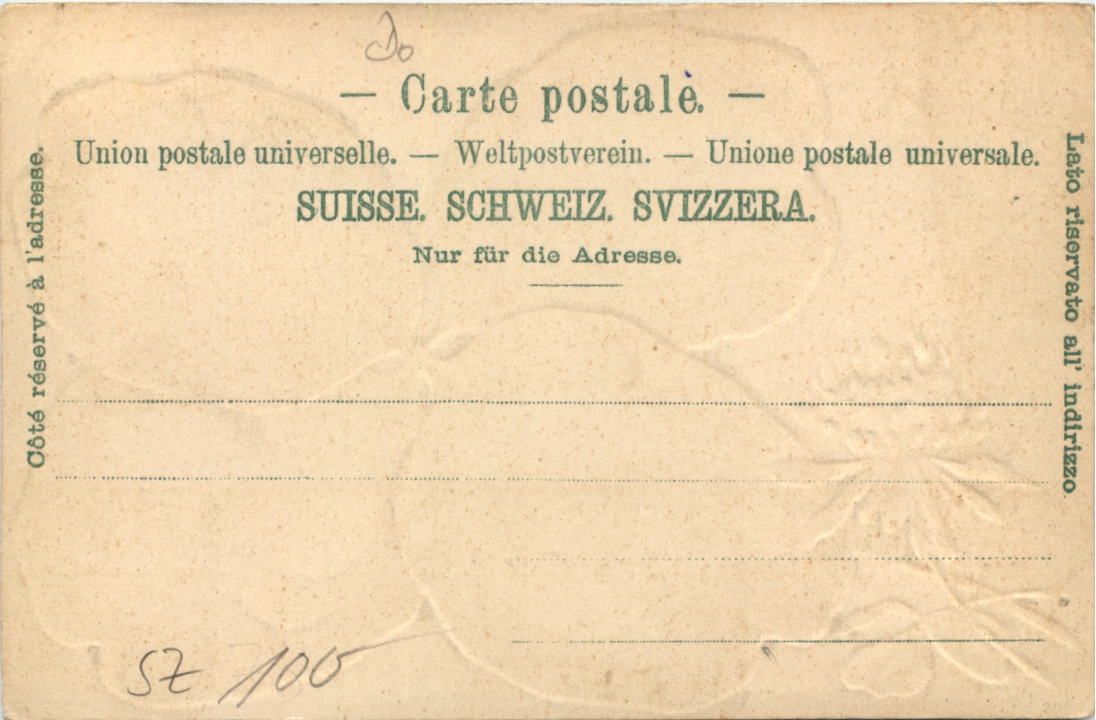 Do
— Carte postale. —
Union postale universelle. — Weltpostverein. — Unione postale universale.
SUISSE. SCHWEIZ. SVIZZERA.
Nur für die Adresse.
Côté réservé à l'adresse.
Lato riservato all' indirizzo
SZ 100